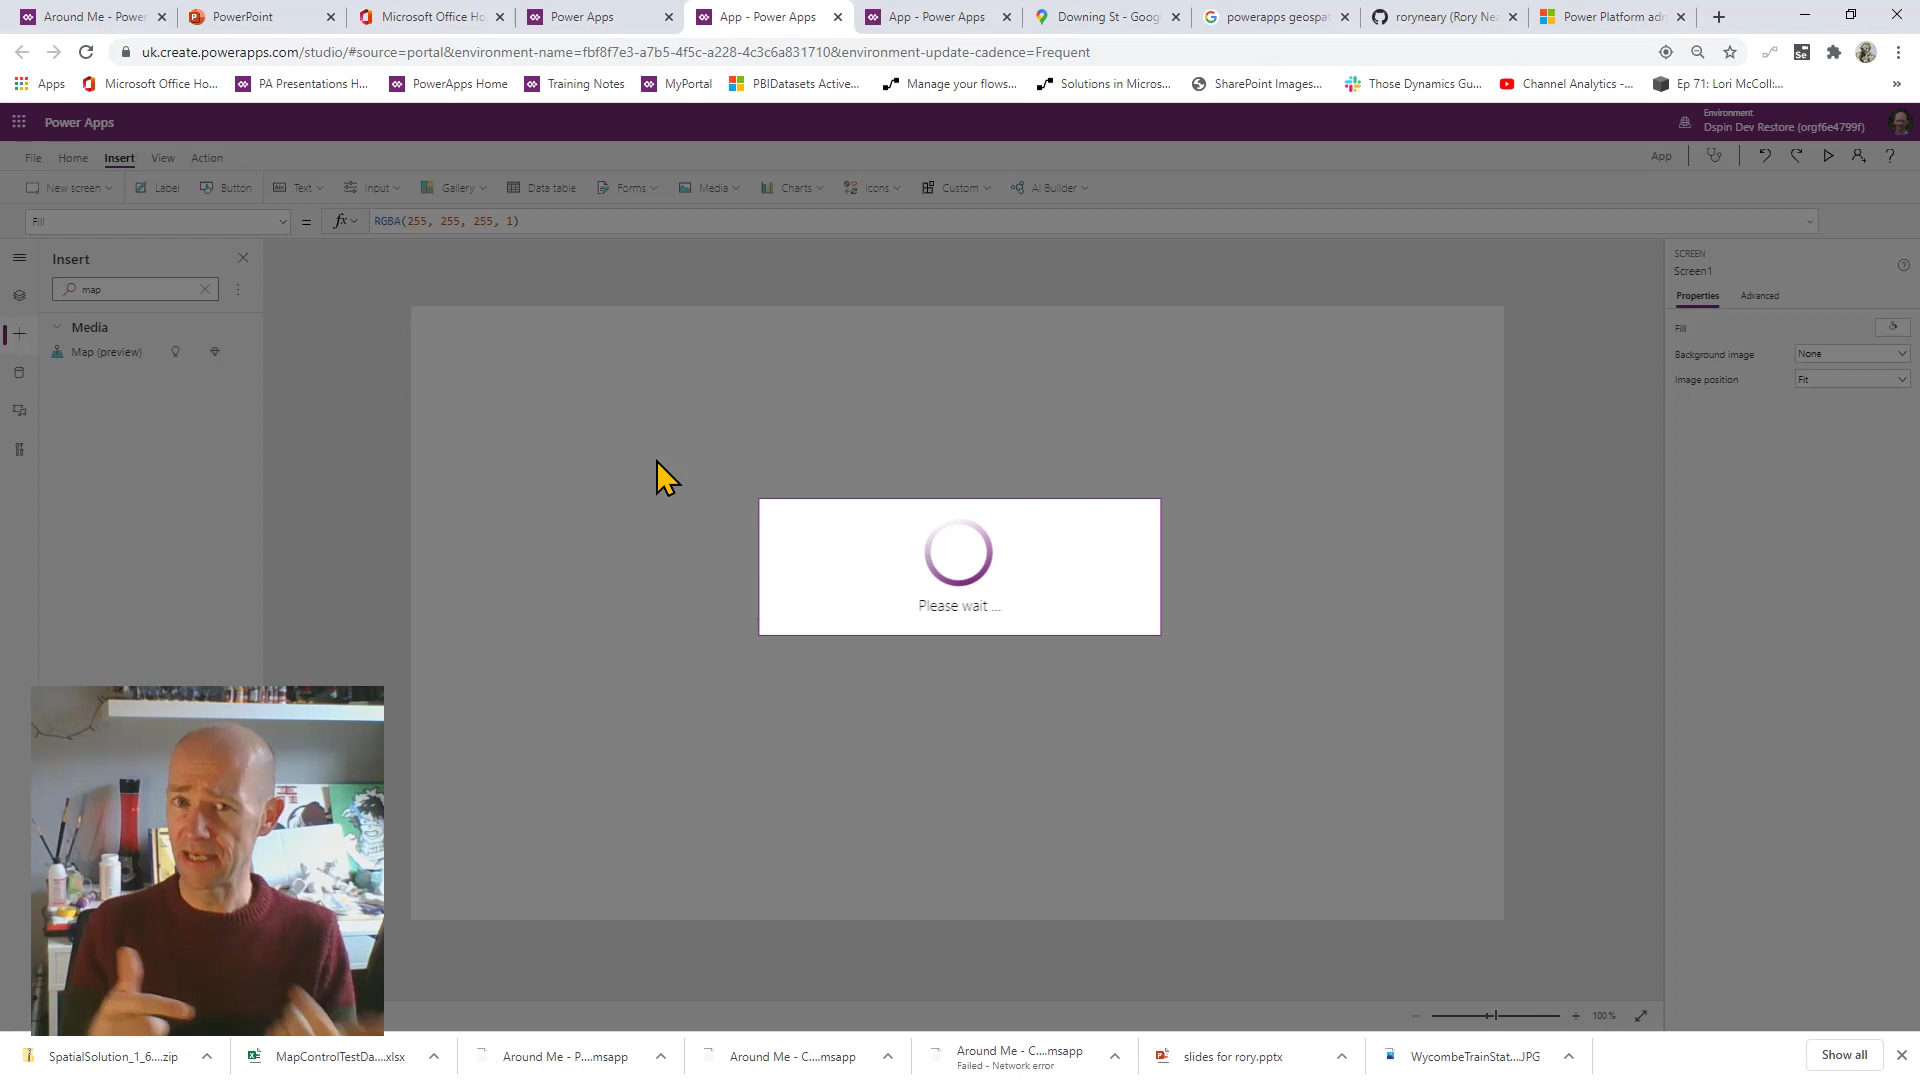 Around Me - Power
PowerPoint
Microsoft Office Ho
Power Apps
App - Power Apps
App - Power Apps
Downing St - Goog
powerapps geospat
roryneary (Rory Nea
Power Platform adm
uk.create.powerapps.com/studio/#source=portal&environment-name=fbf8f7e3-a7b5-4f5c-a228-4c3c6a831710&environment-update-cadence=Frequent
Apps
Microsoft Office Ho...
PA Presentations H...
PowerApps Home
Training Notes
MyPortal
PBIDatasets Active...
Manage your flows...
Solutions in Micros...
SharePoint Images...
Those Dynamics Gu...
Channel Analytics -...
Ep 71: Lori McColl:...
Power Apps
Environment
Dspin Dev Restore (orgf6e4799f)
File
Home
Insert
View
Action
App
New screen
Label
Button
Text
Input
Gallery
Data table
Forms
Media
Charts
Icons
Custom
AI Builder
Fill
=
fx
RGBA(255, 255, 255, 1)
Insert
map
Media
Map (preview)
SCREEN
Screen1
Properties
Advanced
Fill
Background image
None
Image position
Fit
Please wait ...
100 %
SpatialSolution_1_6....zip
MapControlTestDa....xlsx
Around Me - P....msapp
Around Me - C....msapp
Around Me - C....msapp
Failed - Network error
slides for rory.pptx
WycombeTrainStat....JPG
Show all